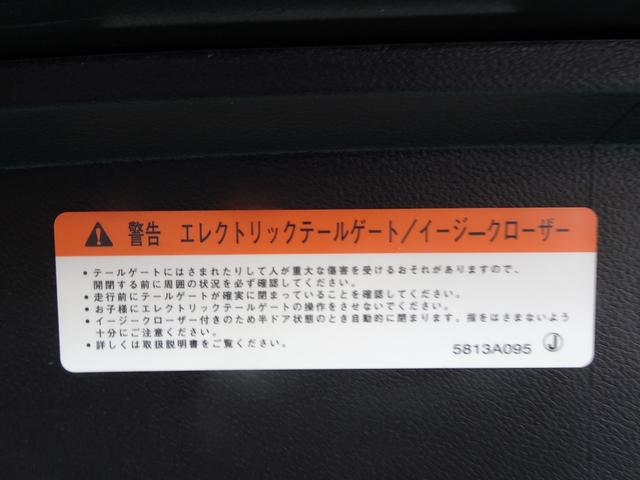 警告 エレクトリックテールゲート/イージークローザー
• テールゲートにはさまれたりして人が重大な傷害を受けるおそれがありますので、
開閉する前に周囲の状況を必ず確認してください。
• 走行前にテールゲートが確実に閉まっていることを確認してください。
• お子様にエレクトリックテールゲートの操作をさせないでください。
• イージークローザー付きのため半ドア状態のとき自動的に閉まります。指をはさまないよう
十分にご注意ください。
• 詳しくは取扱説明書をご覧ください。
5813A095 J